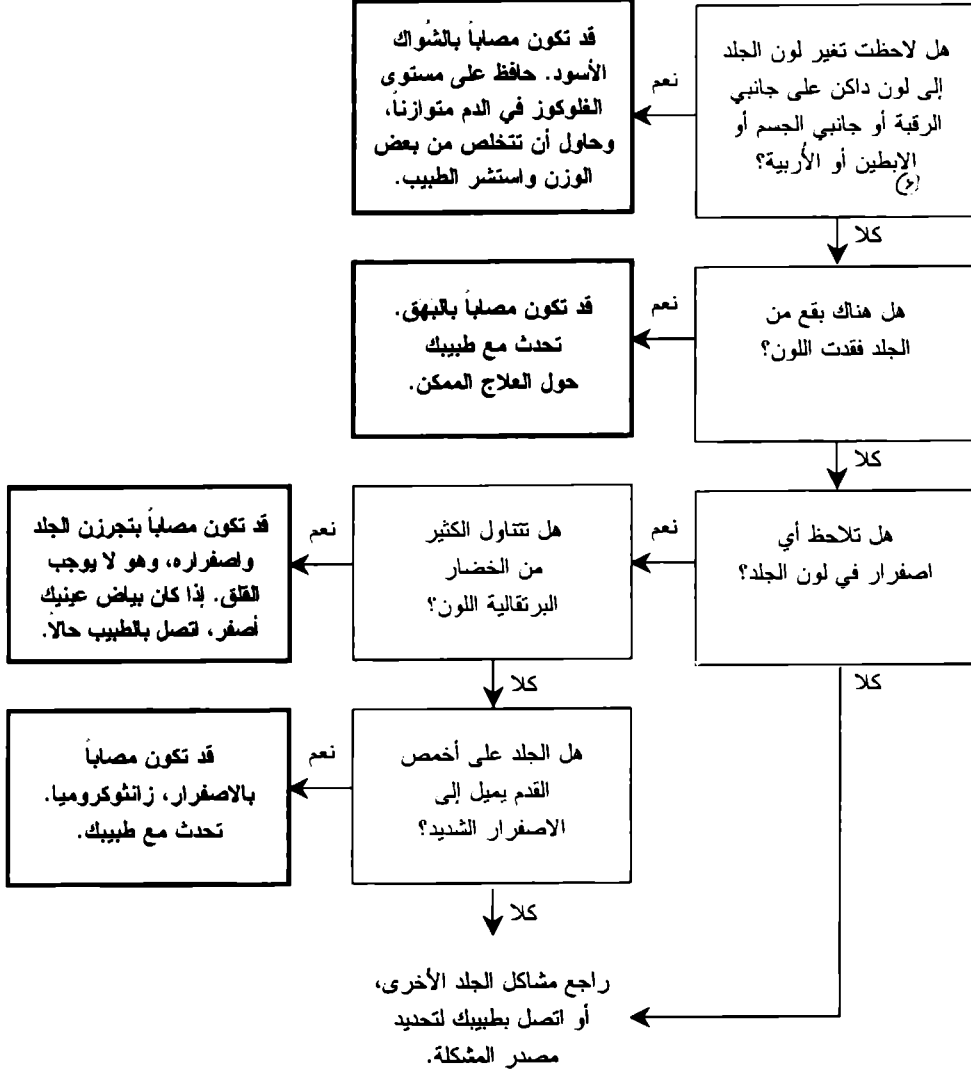 هل لاحظت تغير لون الجلد
إلى لون داكن على جانبي
الرقبة أو جانبي الجسم أو
الإبطين أو الأُربية؟
نعم
قد تكون مصاباً بالشُواك
الأسود. حافظ على مستوى
الغلوكوز في الدم متوازناً،
وحاول أن تتخلص من بعض
الوزن واستشر الطبيب.
كلا
هل هناك بقع من
الجلد فقدت اللون؟
نعم
قد تكون مصاباً بالبَهَق.
تحدث مع طبيبك
حول العلاج الممكن.
كلا
هل تلاحظ أي
اصفرار في لون الجلد؟
نعم
هل تتناول الكثير
من الخضار
البرتقالية اللون؟
نعم
قد تكون مصاباً بتجرزن الجلد
واصفراره، وهو لا يوجب
القلق. إذا كان بياض عينيك
أصفر، اتصل بالطبيب حالاً.
كلا
كلا
هل الجلد على أخمص
القدم يميل إلى
الاصفرار الشديد؟
نعم
قد تكون مصاباً
بالاصفرار، زانثوكروميا.
تحدث مع طبيبك.
كلا
راجع مشاكل الجلد الأخرى،
أو اتصل بطبيبك لتحديد
مصدر المشكلة.